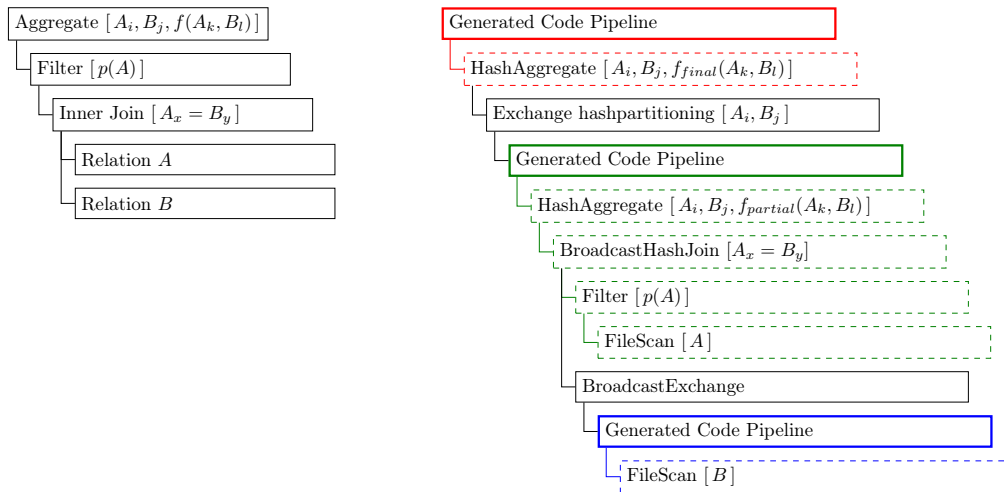 Aggregate [A_i, B_j, f(A_k, B_l)]
Filter [p(A)]
Inner Join [A_x = B_y]
Relation A
Relation B
Generated Code Pipeline
HashAggregate [A_i, B_j, f_final(A_k, B_l)]
Exchange hashpartitioning [A_i, B_j]
Generated Code Pipeline
HashAggregate [A_i, B_j, f_partial(A_k, B_l)]
BroadcastHashJoin [A_x = B_y]
Filter [p(A)]
FileScan [A]
BroadcastExchange
Generated Code Pipeline
FileScan [B]